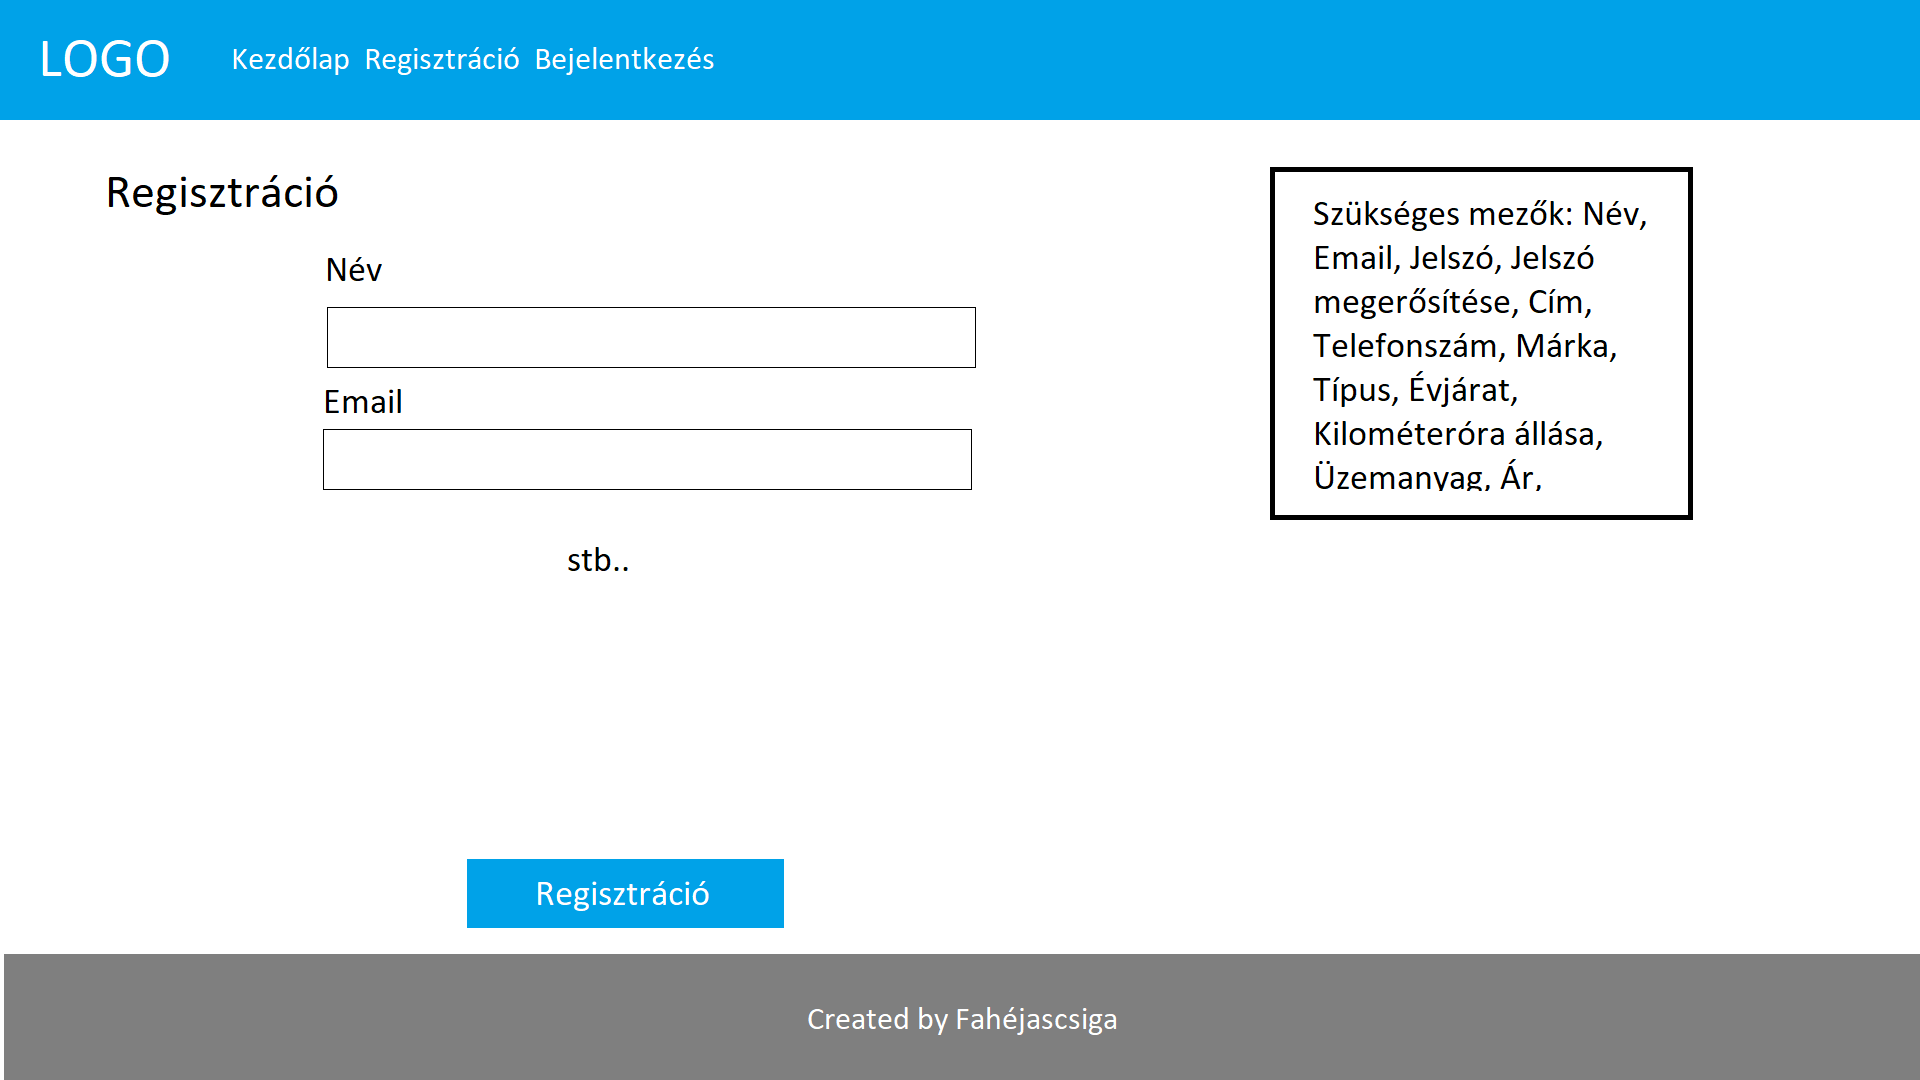 LOGO
Kezdőlap Regisztráció Bejelentkezés
Regisztráció
Név
Email
stb..
Szükséges mezők: Név,
Email, Jelszó, Jelszó
megerősítése, Cím,
Telefonszám, Márka,
Típus, Évjárat,
Kilométeróra állása,
Üzemanyag, Ár,
Regisztráció
Created by Fahéjascsiga